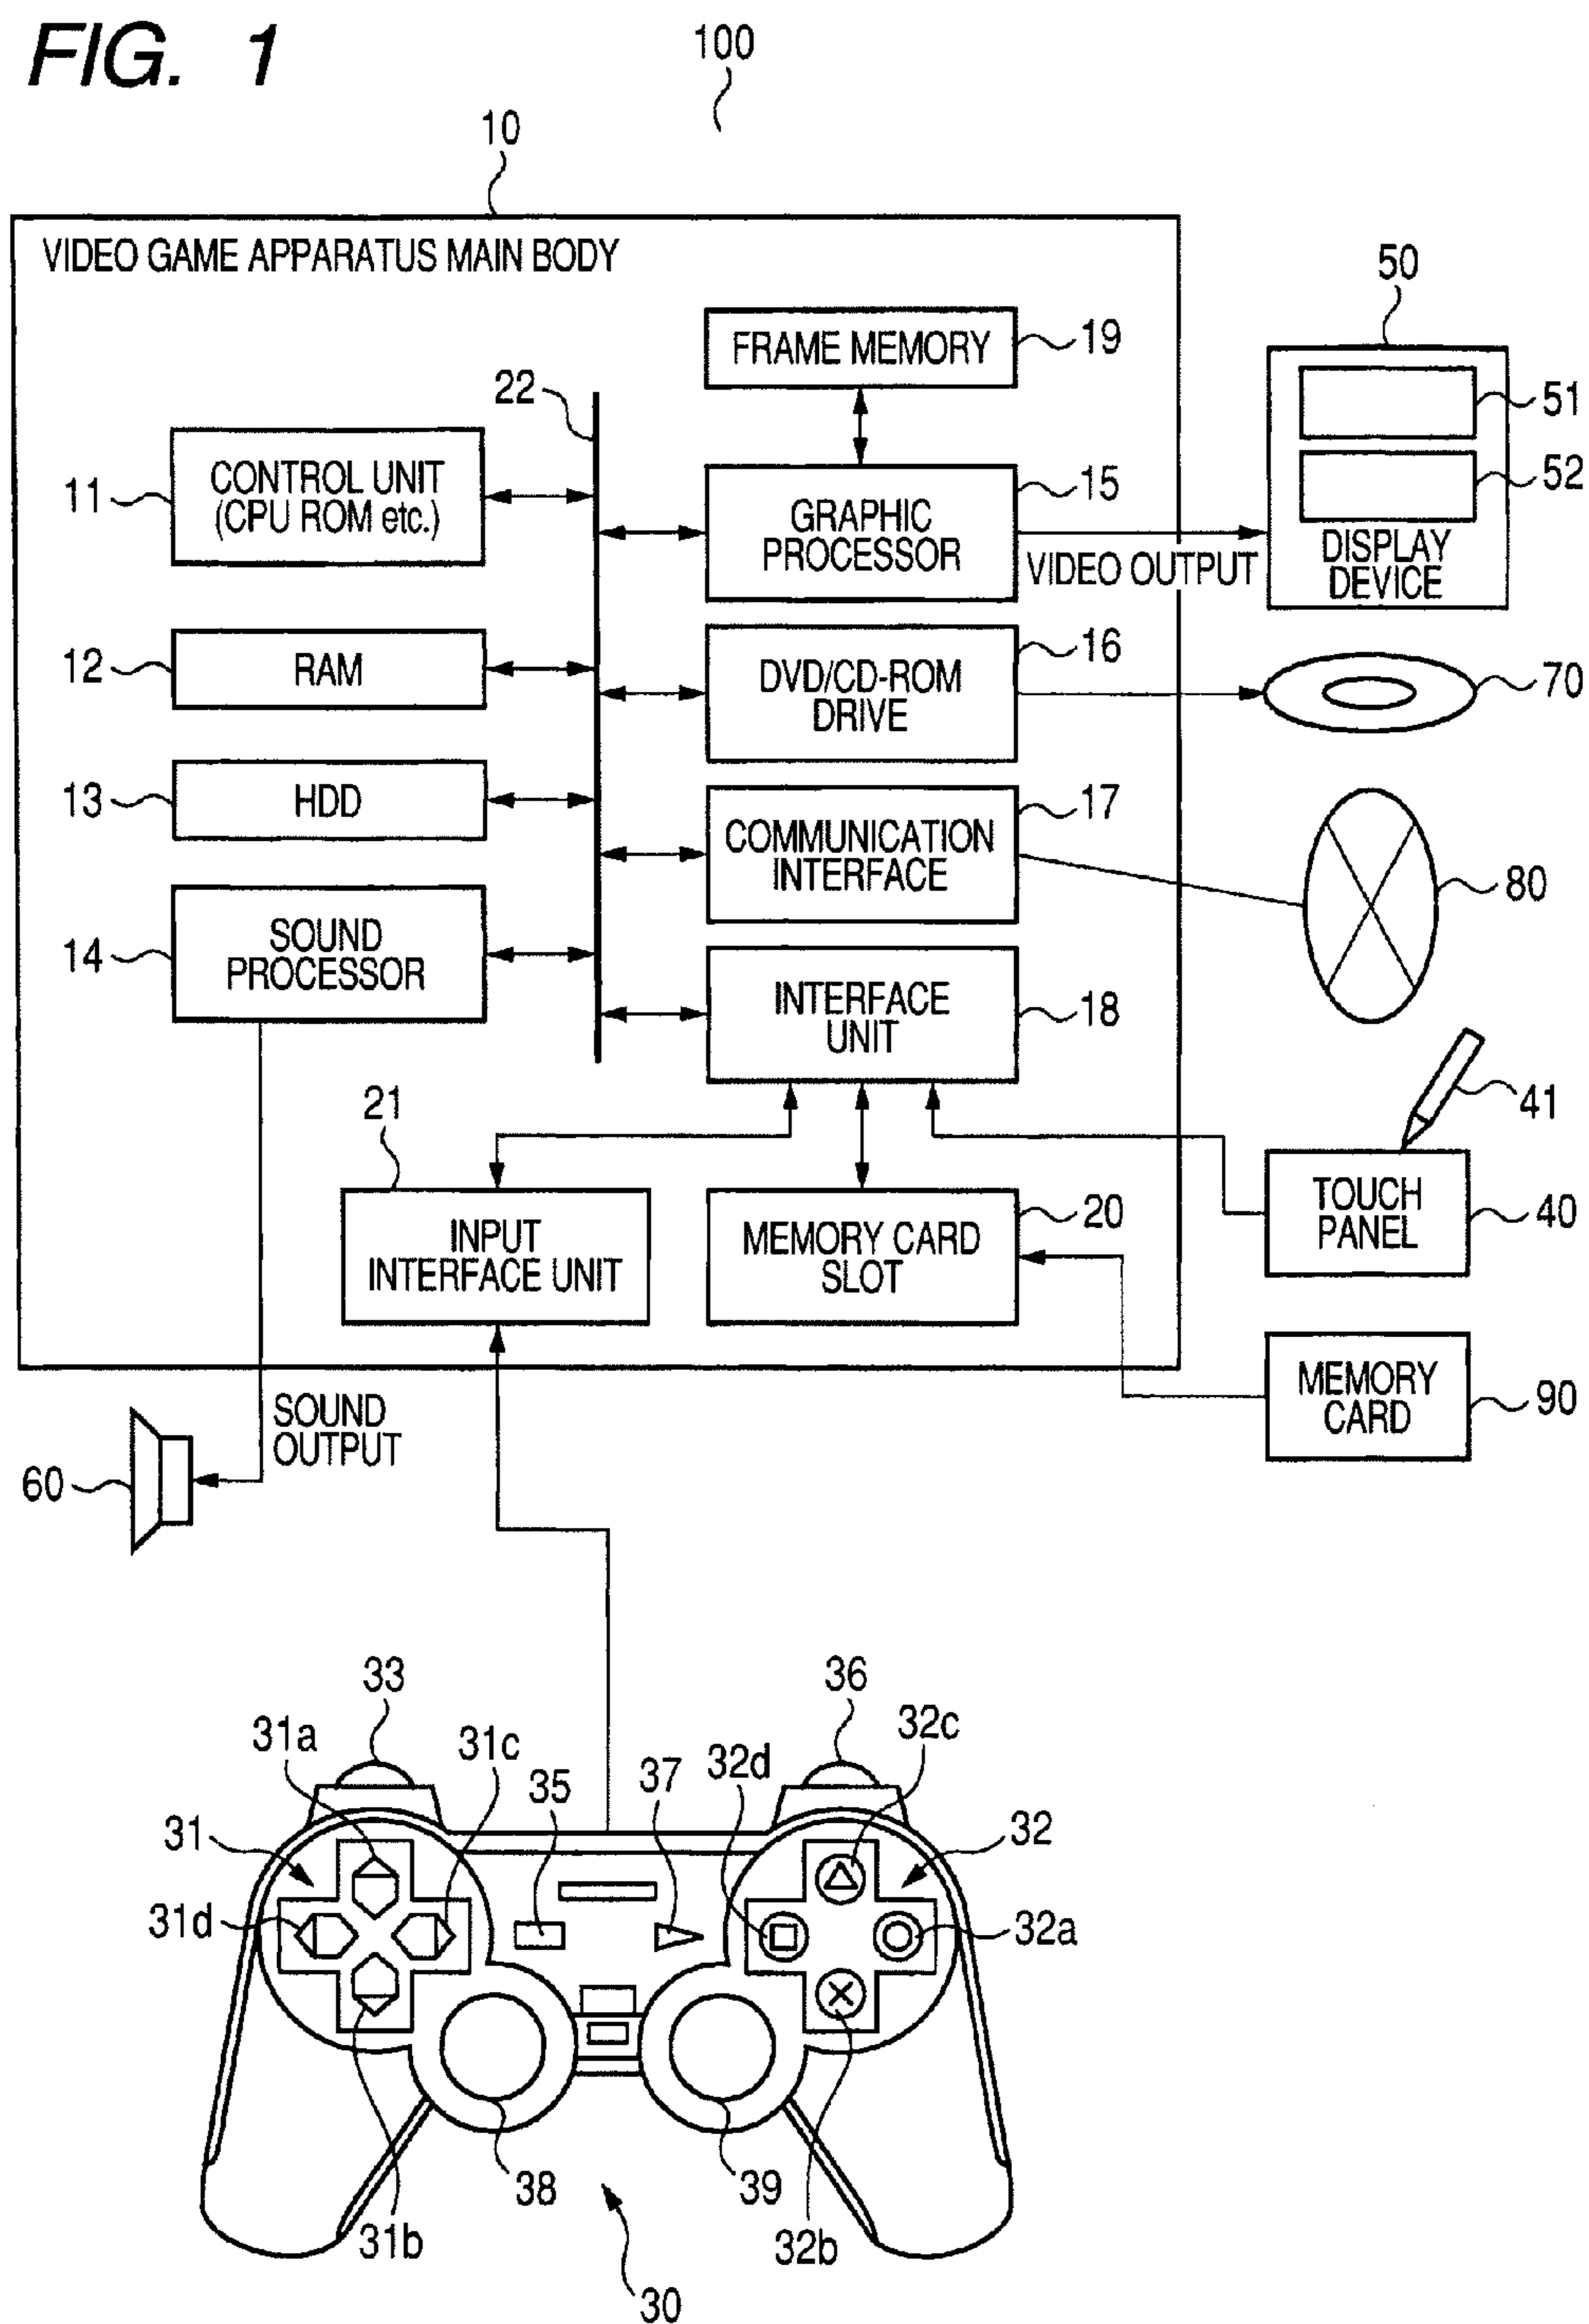 FIG. 1
100
10
VIDEO GAME APPARATUS MAIN BODY
50
FRAME MEMORY
19
22
51
52
11
CONTROL UNIT
(CPU ROM etc.)
15
GRAPHIC
PROCESSOR
VIDEO OUTPUT
DISPLAY
DEVICE
12
RAM
16
DVD/CD-ROM
DRIVE
70
13
HDD
17
COMMUNICATION
INTERFACE
80
14
SOUND
PROCESSOR
INTERFACE
UNIT
18
41
21
INPUT
INTERFACE UNIT
MEMORY CARD
SLOT
20
TOUCH
PANEL
40
MEMORY
CARD
90
SOUND
OUTPUT
60
33
36
31a
31c
32d
32c
35
37
31
32
31d
32a
38
39
31b
32b
30